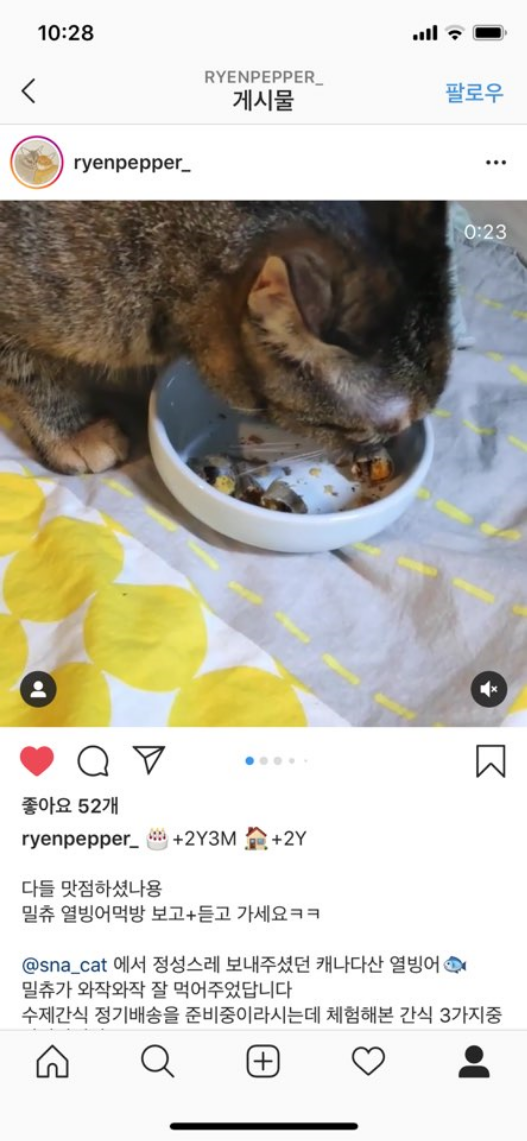 10:28
RYENPEPPER_
게시물
팔로우
ryenpepper_
0:23
좋아요 52개
ryenpepper_ 🎂+2Y3M 🏠+2Y
다들 맛점하셨나용
밀츄 열빙어먹방 보고+듣고 가세요ㅋㅋ
@sna_cat 에서 정성스레 보내주셨던 캐나다산 열빙어🐟
밀츄가 와작와작 잘 먹어주었답니다
수제간식 정기배송을 준비중이라시는데 체험해본 간식 3가지중